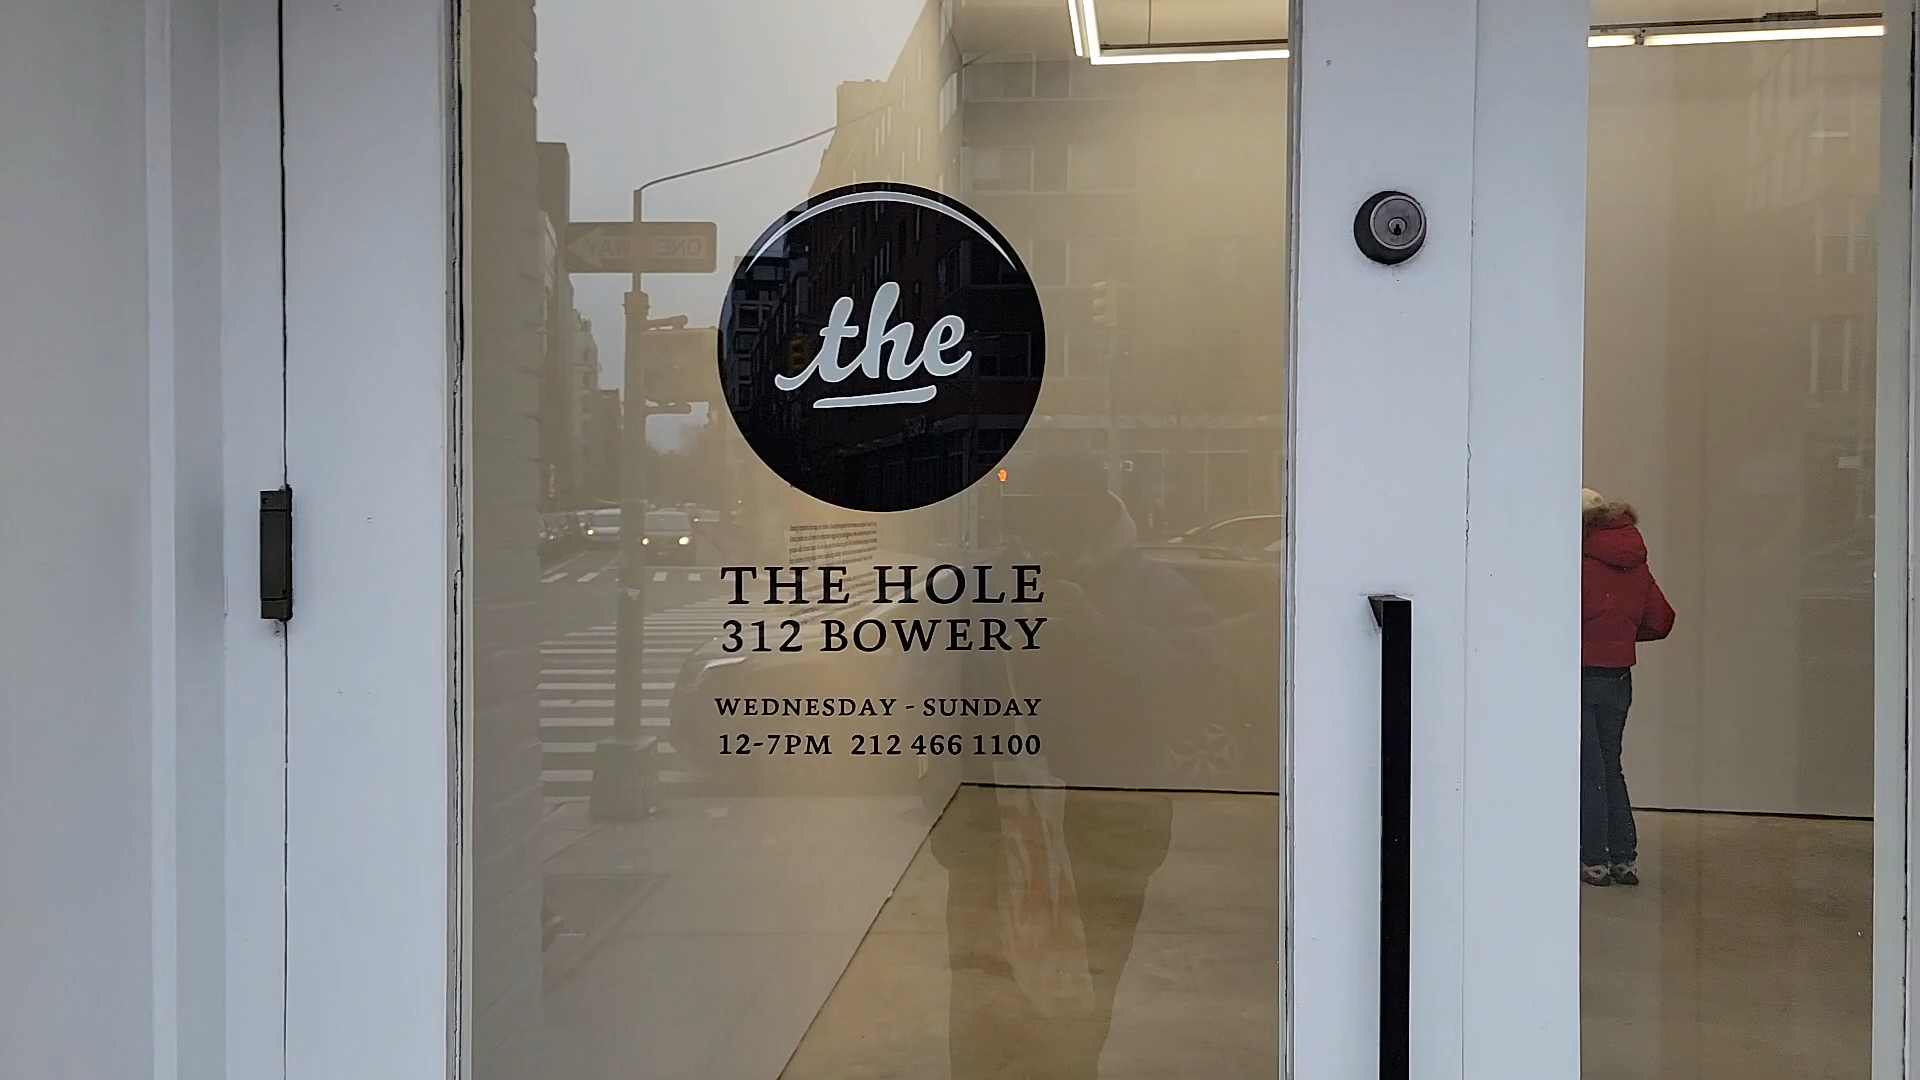 ONE WAY
the
THE HOLE
312 BOWERY
WEDNESDAY - SUNDAY
12-7PM 212 466 1100